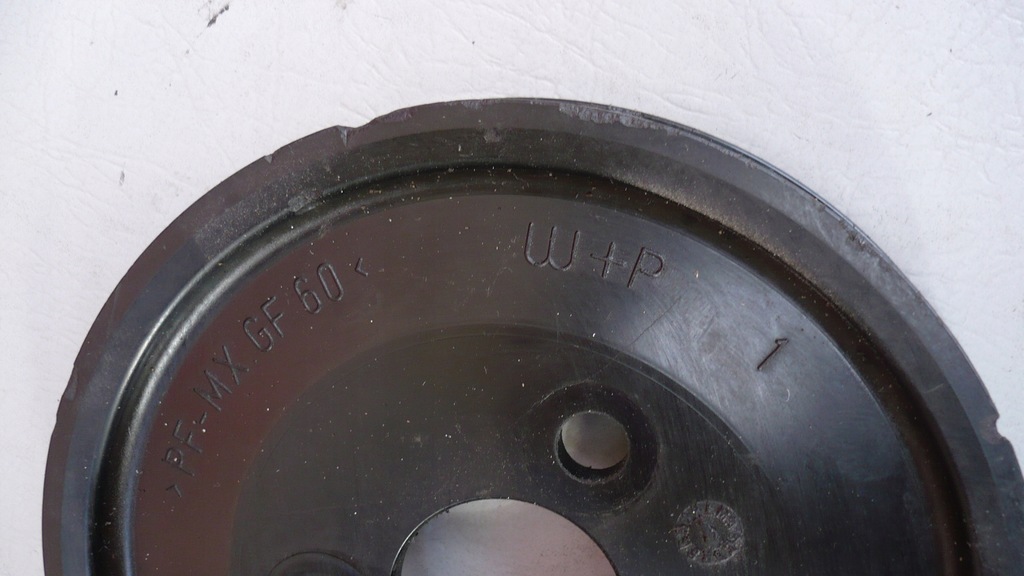 >PF-MX GF 60<
W+P
1